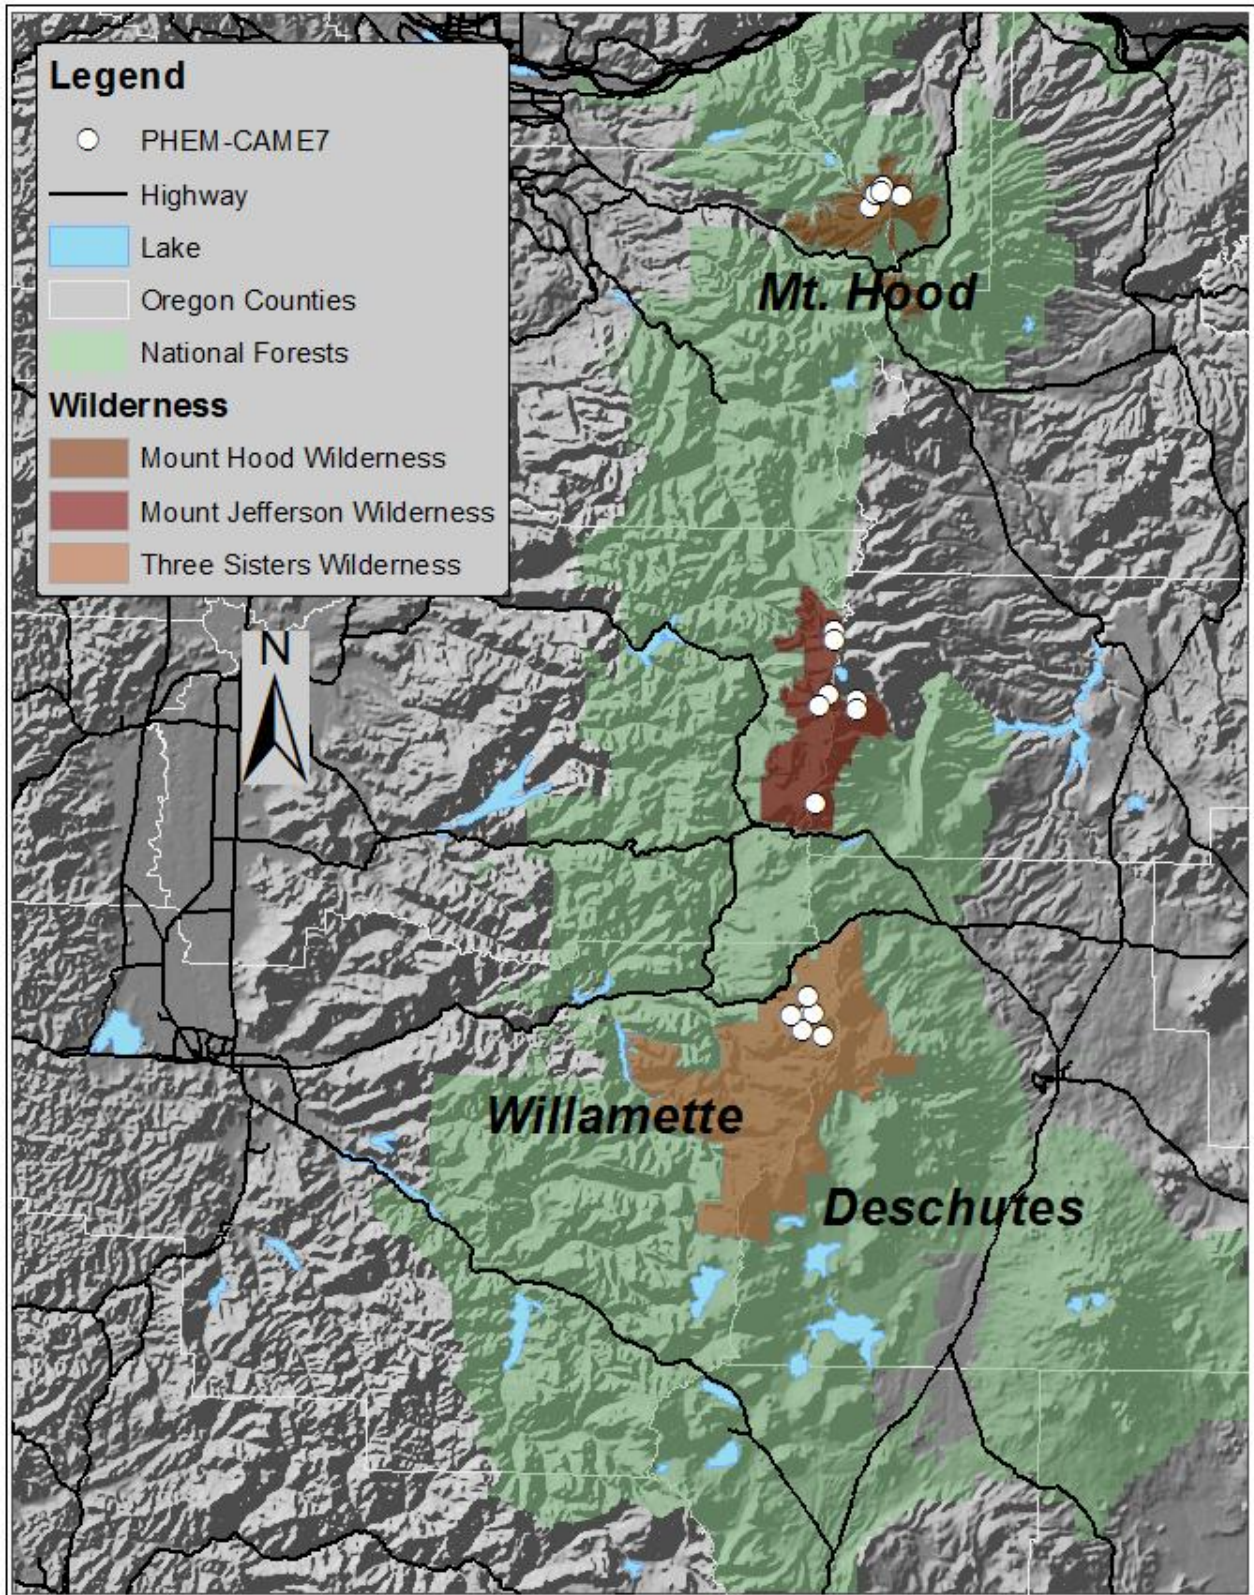 Legend
PHEM-CAME7
Highway
Lake
Oregon Counties
National Forests
Wilderness
Mount Hood Wilderness
Mount Jefferson Wilderness
Three Sisters Wilderness
N
Mt. Hood
Willamette
Deschutes